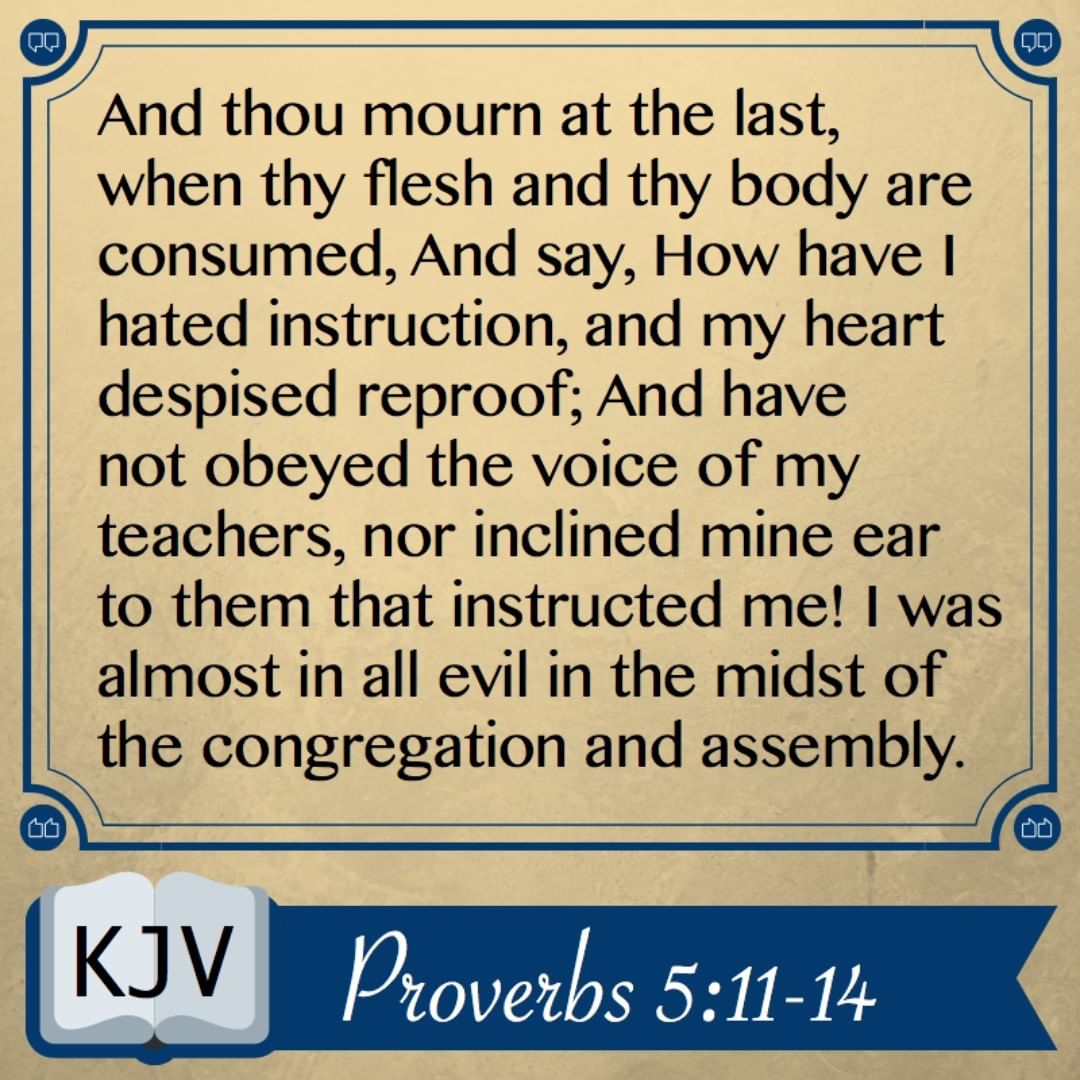 And thou mourn at the last,
when thy flesh and thy body are
consumed, And say, How have I
hated instruction, and my heart
despised reproof; And have
not obeyed the voice of my
teachers, nor inclined mine ear
to them that instructed me! I was
almost in all evil in the midst of
the congregation and assembly.
KJV
Proverbs 5:11-14